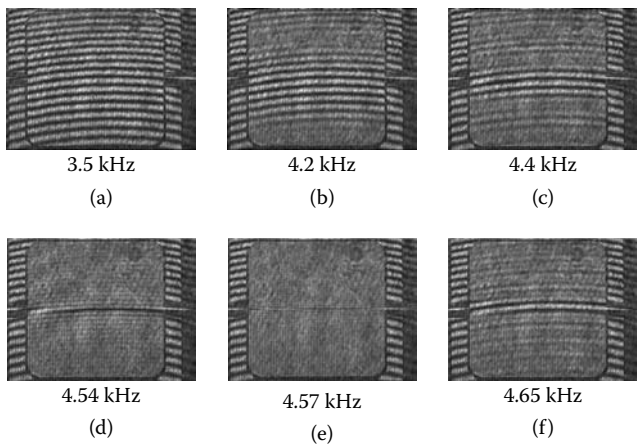 3.5 kHz
4.2 kHz
4.4 kHz
(a)
(b)
(c)
4.54 kHz
4.57 kHz
4.65 kHz
(d)
(e)
(f)